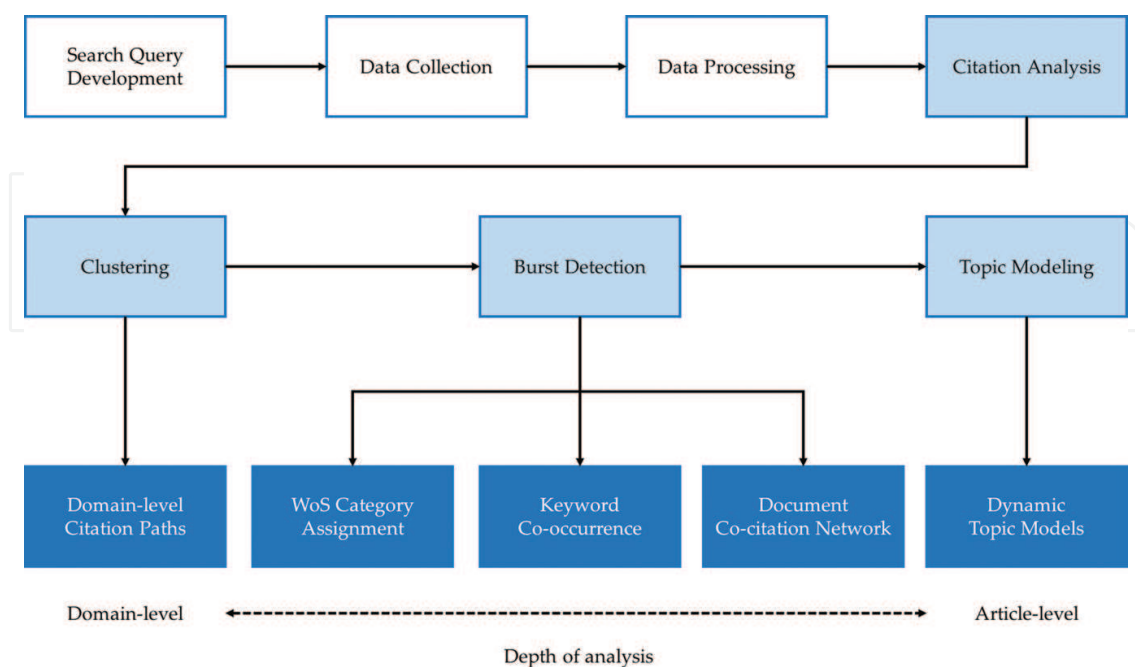 Search Query
Development
Data Collection
Data Processing
Citation Analysis
Clustering
Burst Detection
Topic Modeling
Domain-level
Citation Paths
WoS Category
Assignment
Keyword
Co-occurrence
Document
Co-citation Network
Dynamic
Topic Models
Domain-level
Article-level
Depth of analysis